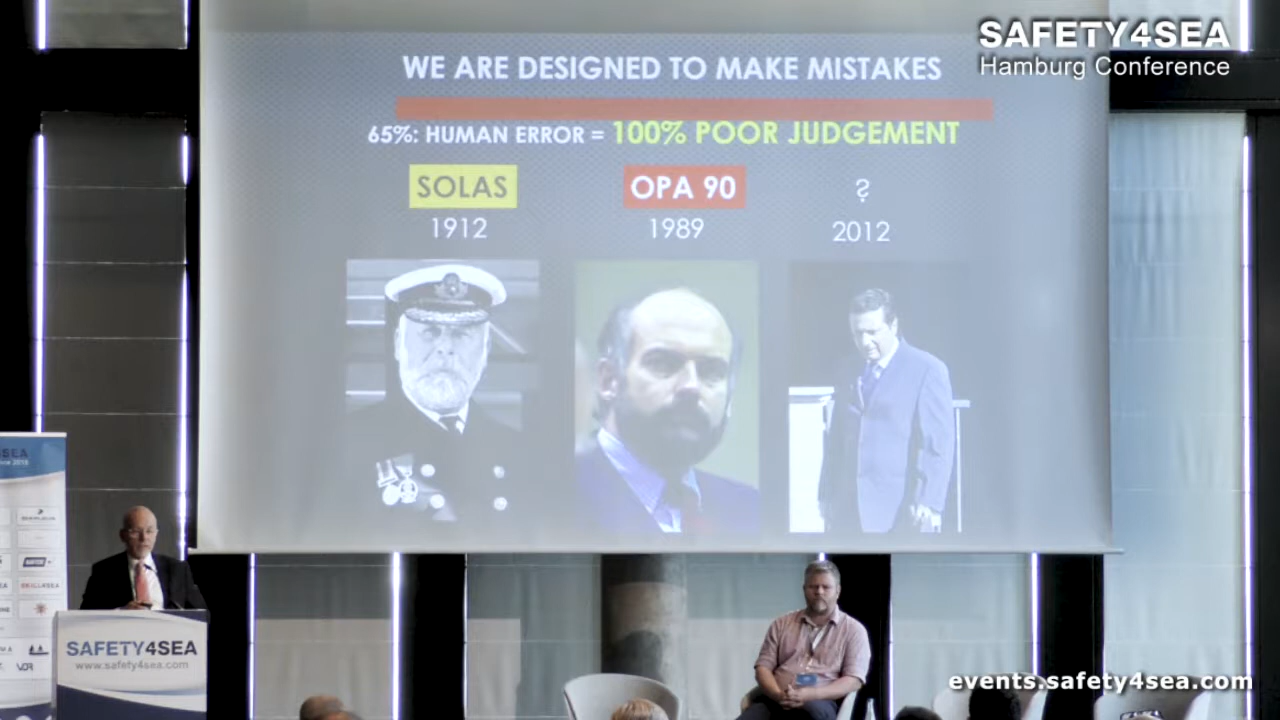 SAFETY4SEA
Hamburg Conference
WE ARE DESIGNED TO MAKE MISTAKES
65%: HUMAN ERROR = 100% POOR JUDGEMENT
SOLAS OPA 90 ?
1912 1989 2012
SAFETY4SEA
www.safety4sea.com
events.safety4sea.com